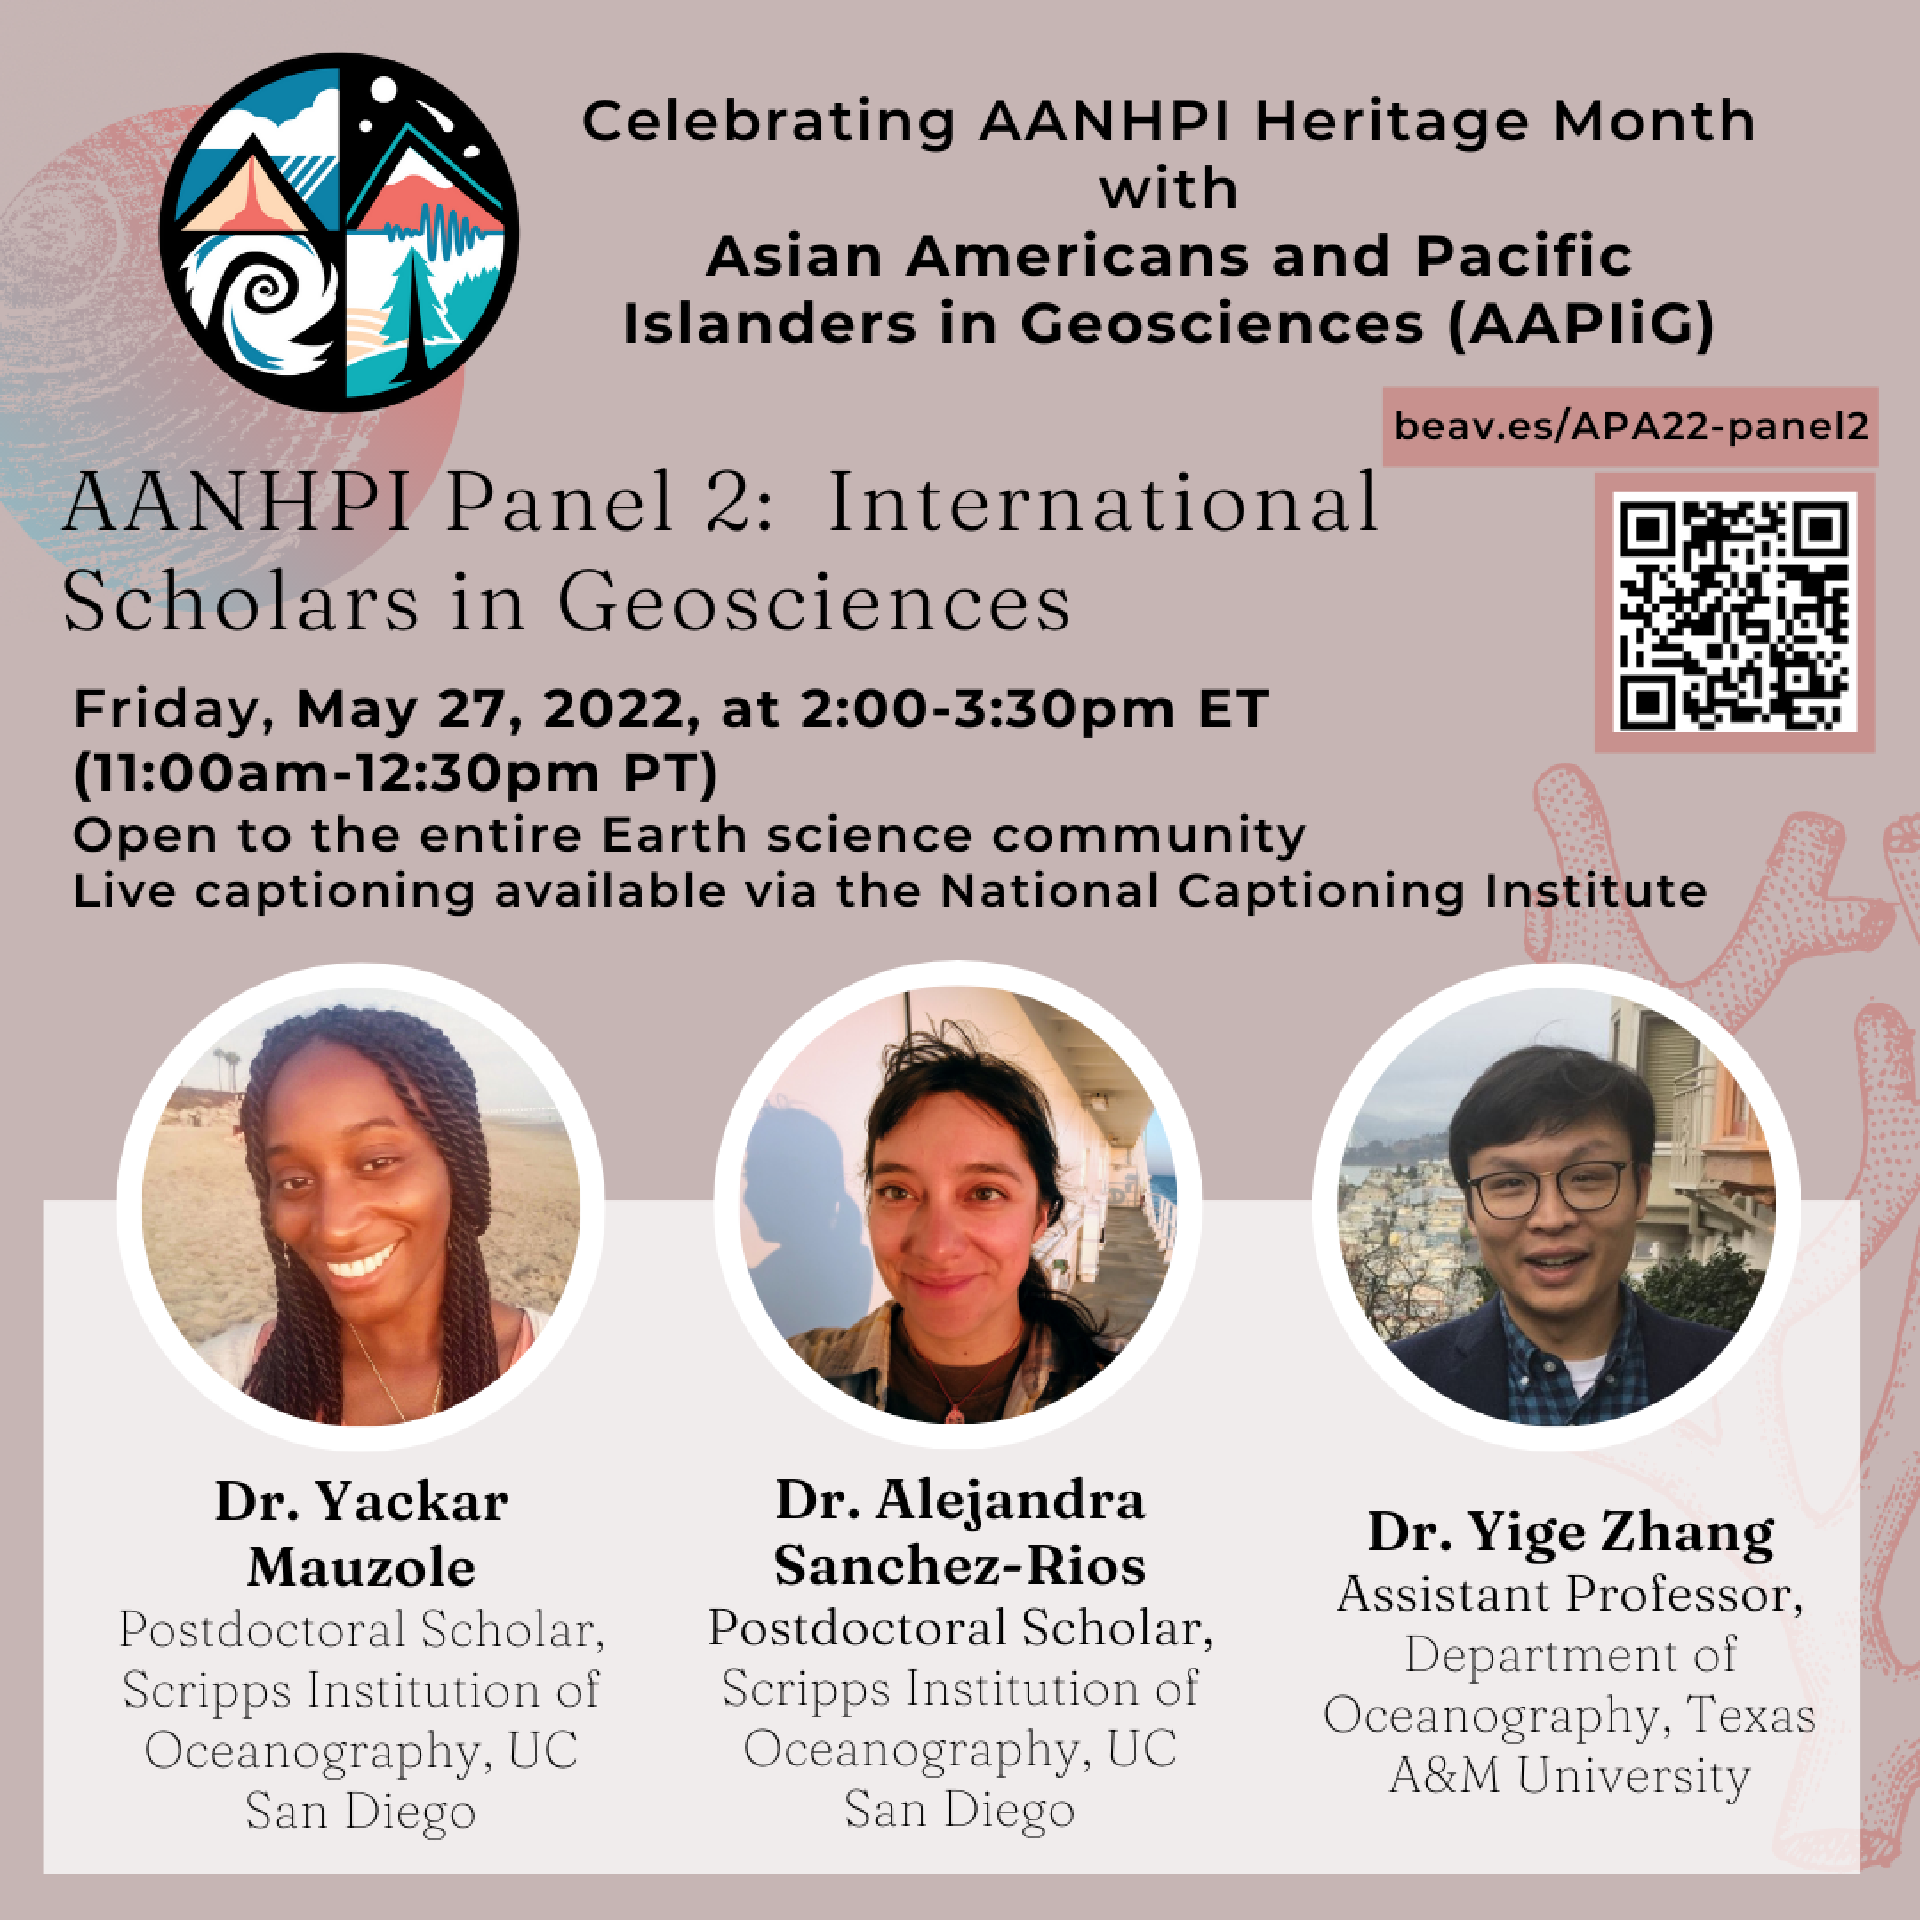 Celebrating AANHPI Heritage Month
with
Asian Americans and Pacific
Islanders in Geosciences (AAPIiG)
beav.es/APA22-panel2
AANHPI Panel 2: International
Scholars in Geosciences
Friday, May 27, 2022, at 2:00-3:30pm ET
(11:00am-12:30pm PT)
Open to the entire Earth science community
Live captioning available via the National Captioning Institute
Dr. Yackar
Mauzole
Postdoctoral Scholar,
Scripps Institution of
Oceanography, UC
San Diego
Dr. Alejandra
Sanchez-Rios
Postdoctoral Scholar,
Scripps Institution of
Oceanography, UC
San Diego
Dr. Yige Zhang
Assistant Professor,
Department of
Oceanography, Texas
A&M University